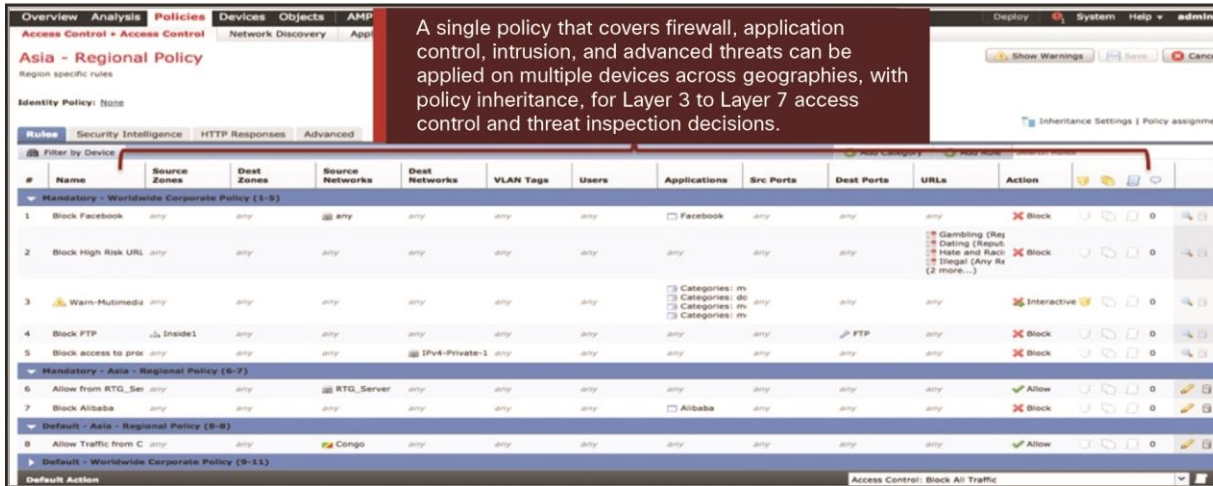 Overview Analysis Policies Devices Objects AMP Deploy System Help admin
A single policy that covers firewall, application
control, intrusion, and advanced threats can be
applied on multiple devices across geographies, with
policy inheritance, for Layer 3 to Layer 7 access
control and threat inspection decisions.
Access Control ▸ Access Control Network Discovery Appl
Asia - Regional Policy
Show Warnings Save Cance
Region specific rules
Identity Policy: None
Inheritance Settings | Policy assignme
Rules Security Intelligence HTTP Responses Advanced
Filter by Device Add Category Add Rule Search Rules
# Name Source Zones Dest Zones Source Networks Dest Networks VLAN Tags Users Applications Src Ports Dest Ports URLs Action
Mandatory - Worldwide Corporate Policy (1-5)
1 Block Facebook any any any any any any Facebook any any any Block 0
2 Block High Risk URL any any any any any any any any any Gambling (Rep Dating (Reput. Hate and Racis Illegal (Any Re (2 more...) Block 0
3 Warn-Mutimedia any any any any any any Categories: m Categories: do Categories: m Categories: m any any any Interactive 0
4 Block FTP Inside1 any any any any any any any FTP any Block 0
5 Block access to prod any any any IPv4-Private-1 any any any any any any Block 0
Mandatory - Asia - Regional Policy (6-7)
6 Allow from RTG_Ser any any RTG_Server any any any any any any any Allow 0
7 Block Alibaba any any any any any any Alibaba any any any Block 0
Default - Asia - Regional Policy (8-8)
8 Allow Traffic from C any any Congo any any any any any any any Allow 0
Default - Worldwide Corporate Policy (9-11)
Default Action Access Control: Block All Traffic